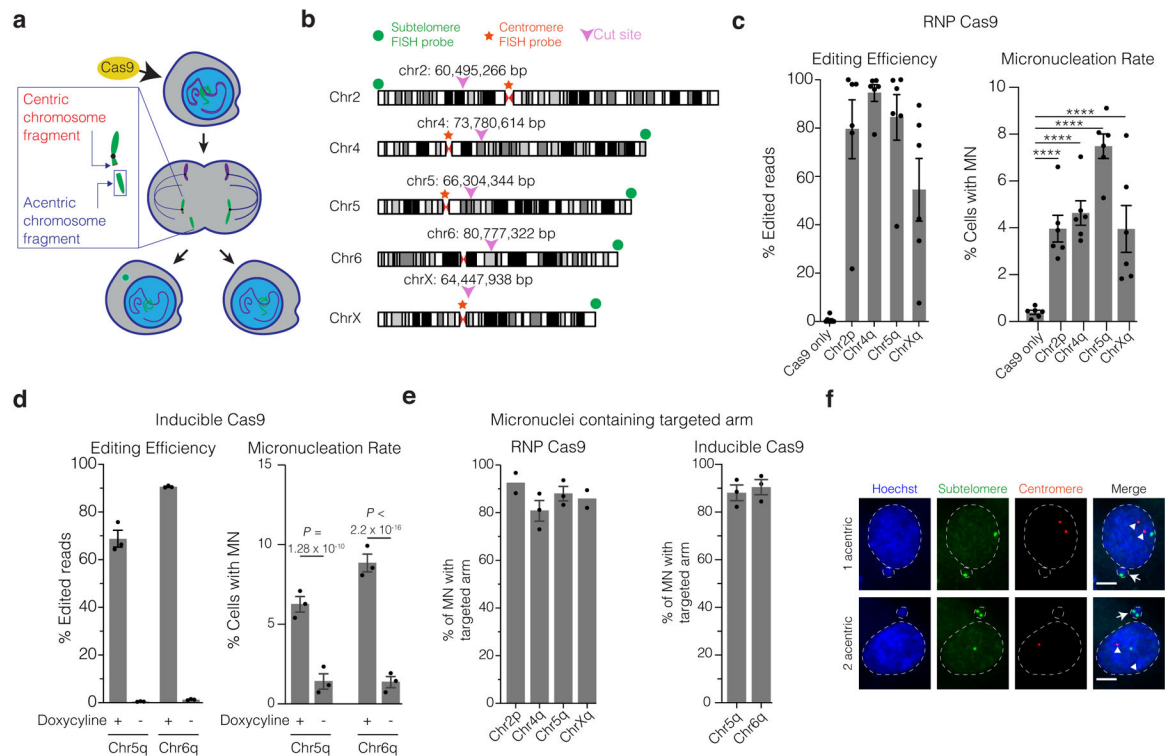 a
Cas9
Centric
chromosome
fragment
Acentric
chromosome
fragment
b
Subtelomere
FISH probe
Centromere
FISH probe
Cut site
chr2: 60,495,266 bp
Chr2
chr4: 73,780,614 bp
Chr4
chr5: 66,304,344 bp
Chr5
chr6: 80,777,322 bp
Chr6
chrX: 64,447,938 bp
ChrX
c
RNP Cas9
Editing Efficiency
% Edited reads
100
80
60
40
20
0
Cas9 only
Chr2p
Chr4q
Chr5q
ChrXq
Micronucleation Rate
% Cells with MN
10
8
6
4
2
0
****
****
****
****
Cas9 only
Chr2p
Chr4q
Chr5q
ChrXq
d
Inducible Cas9
Editing Efficiency
% Edited reads
100
80
60
40
20
0
Doxycycline + - + -
Chr5q Chr6q
Micronucleation Rate
% Cells with MN
15
10
5
0
P =
1.28 x 10-10
P <
2.2 x 10-16
Doxycycline + - + -
Chr5q Chr6q
e
Micronuclei containing targeted arm
RNP Cas9
% of MN with
targeted arm
100
80
60
40
20
0
Chr2p
Chr4q
Chr5q
ChrXq
Inducible Cas9
% of MN with
targeted arm
100
80
60
40
20
0
Chr5q
Chr6q
f
Hoechst Subtelomere Centromere Merge
1 acentric
2 acentric